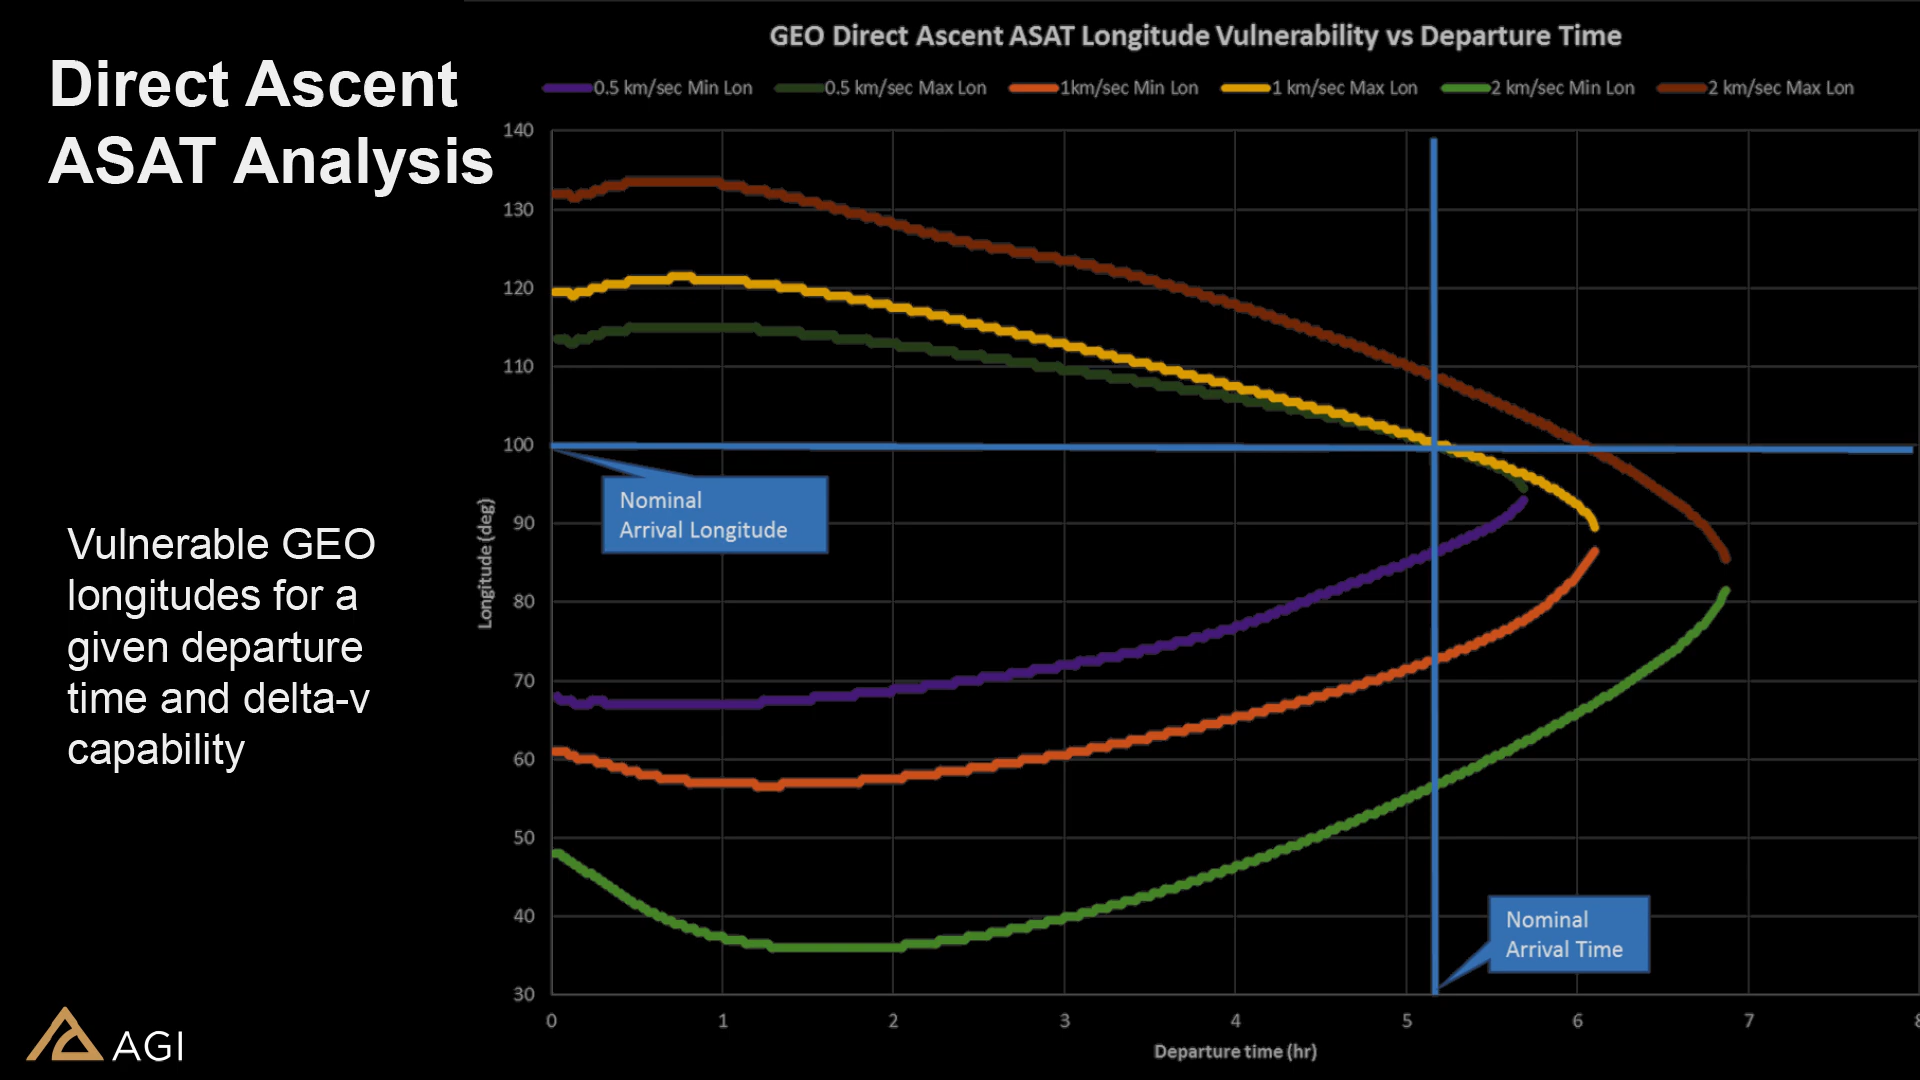 Direct Ascent
ASAT Analysis
Vulnerable GEO
longitudes for a
given departure
time and delta-v
capability
AGI
GEO Direct Ascent ASAT Longitude Vulnerability vs Departure Time
0.5 km/sec Min Lon 0.5 km/sec Max Lon 1km/sec Min Lon 1 km/sec Max Lon 2 km/sec Min Lon 2 km/sec Max Lon
140
130
120
110
100
90
80
70
60
50
40
30
Longitude (deg)
Nominal
Arrival Longitude
Nominal
Arrival Time
0 1 2 3 4 5 6 7 8
Departure time (hr)